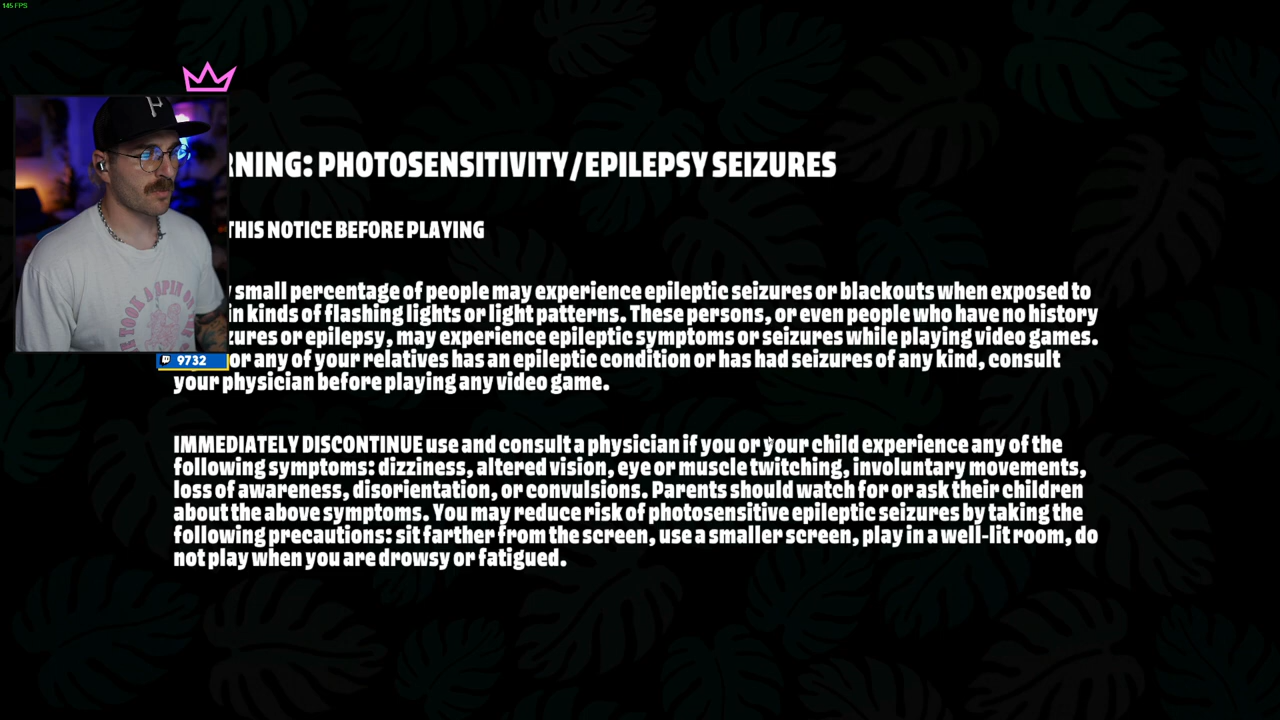 145 FPS
RNING: PHOTOSENSITIVITY/EPILEPSY SEIZURES
THIS NOTICE BEFORE PLAYING
small percentage of people may experience epileptic seizures or blackouts when exposed to
in kinds of flashing lights or light patterns. These persons, or even people who have no history
zures or epilepsy, may experience epileptic symptoms or seizures while playing video games.
or any of your relatives has an epileptic condition or has had seizures of any kind, consult
9732
your physician before playing any video game.
IMMEDIATELY DISCONTINUE use and consult a physician if you or your child experience any of the
following symptoms: dizziness, altered vision, eye or muscle twitching, involuntary movements,
loss of awareness, disorientation, or convulsions. Parents should watch for or ask their children
about the above symptoms. You may reduce risk of photosensitive epileptic seizures by taking the
following precautions: sit farther from the screen, use a smaller screen, play in a well-lit room, do
not play when you are drowsy or fatigued.